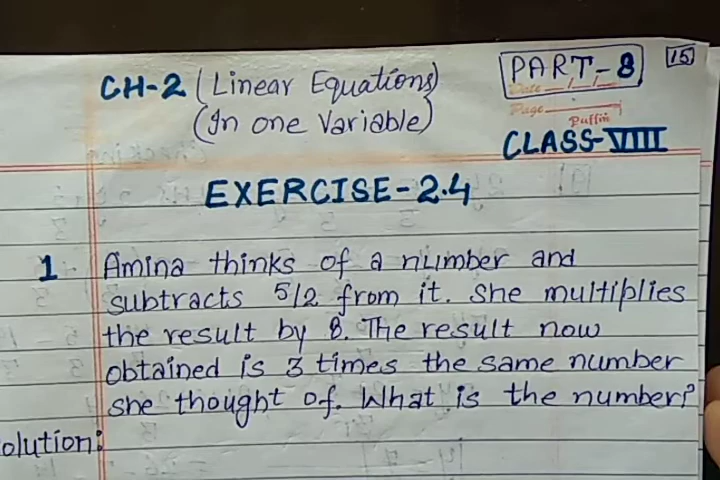 CH-2 (Linear Equations) PART-8 15
(In one Variable)
Date
Page
Puffin
CLASS-VIII
EXERCISE-2.4
1 Amina thinks of a number and
subtracts 5/2 from it. She multiplies
the result by 8. The result now
obtained is 3 times the same number
she thought of. What is the number?
olution: